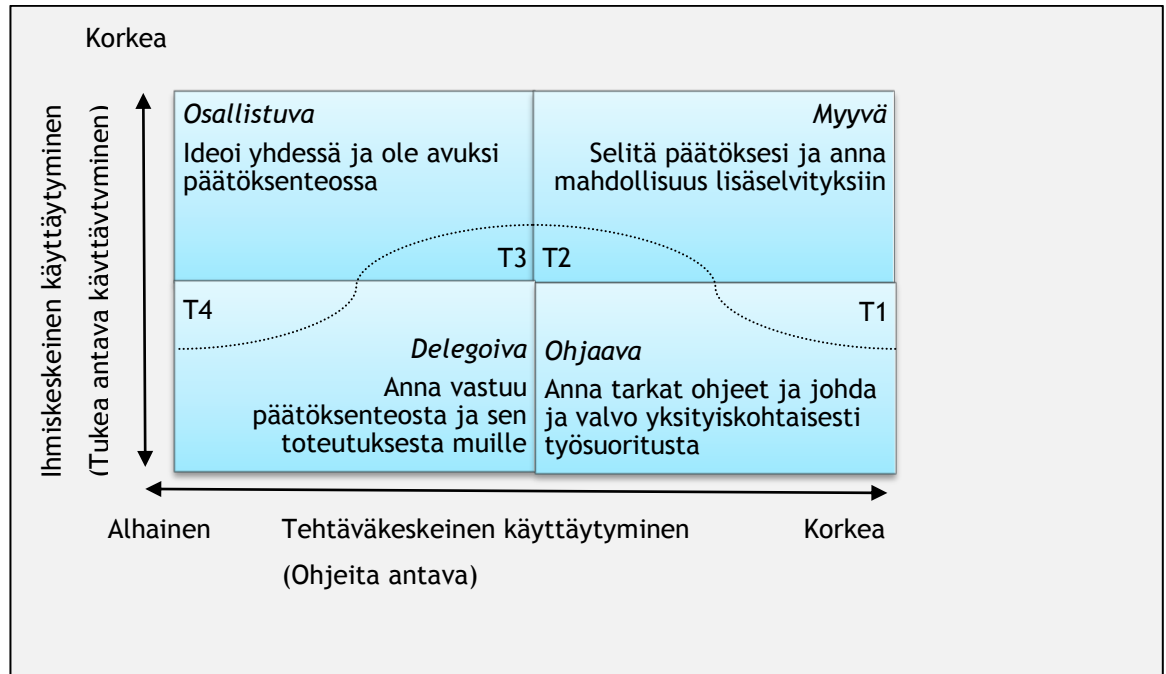 Korkea
Ihmiskeskeinen käyttäytyminen
(Tukea antava käyttäytyminen)
Osallistuva
Ideoi yhdessä ja ole avuksi
päätöksenteossa
T3
Myyvä
Selitä päätöksesi ja anna
mahdollisuus lisäselvityksiin
T2
T4
Delegoiva
Anna vastuu
päätöksenteosta ja sen
toteutuksesta muille
T1
Ohjaava
Anna tarkat ohjeet ja johda
ja valvo yksityiskohtaisesti
työsuoritusta
Alhainen
Tehtäväkeskeinen käyttäytyminen
Korkea
(Ohjeita antava)